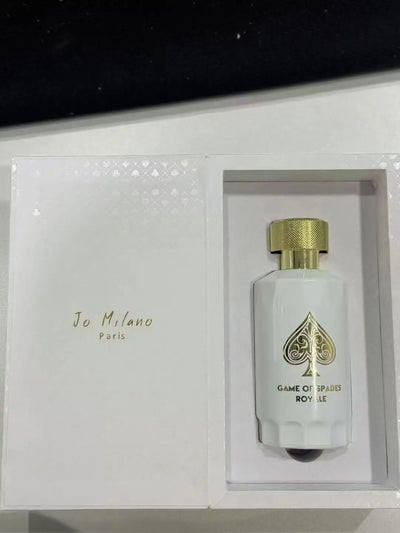 Jo Milano
Paris
GAME OF SPADES
ROYALE